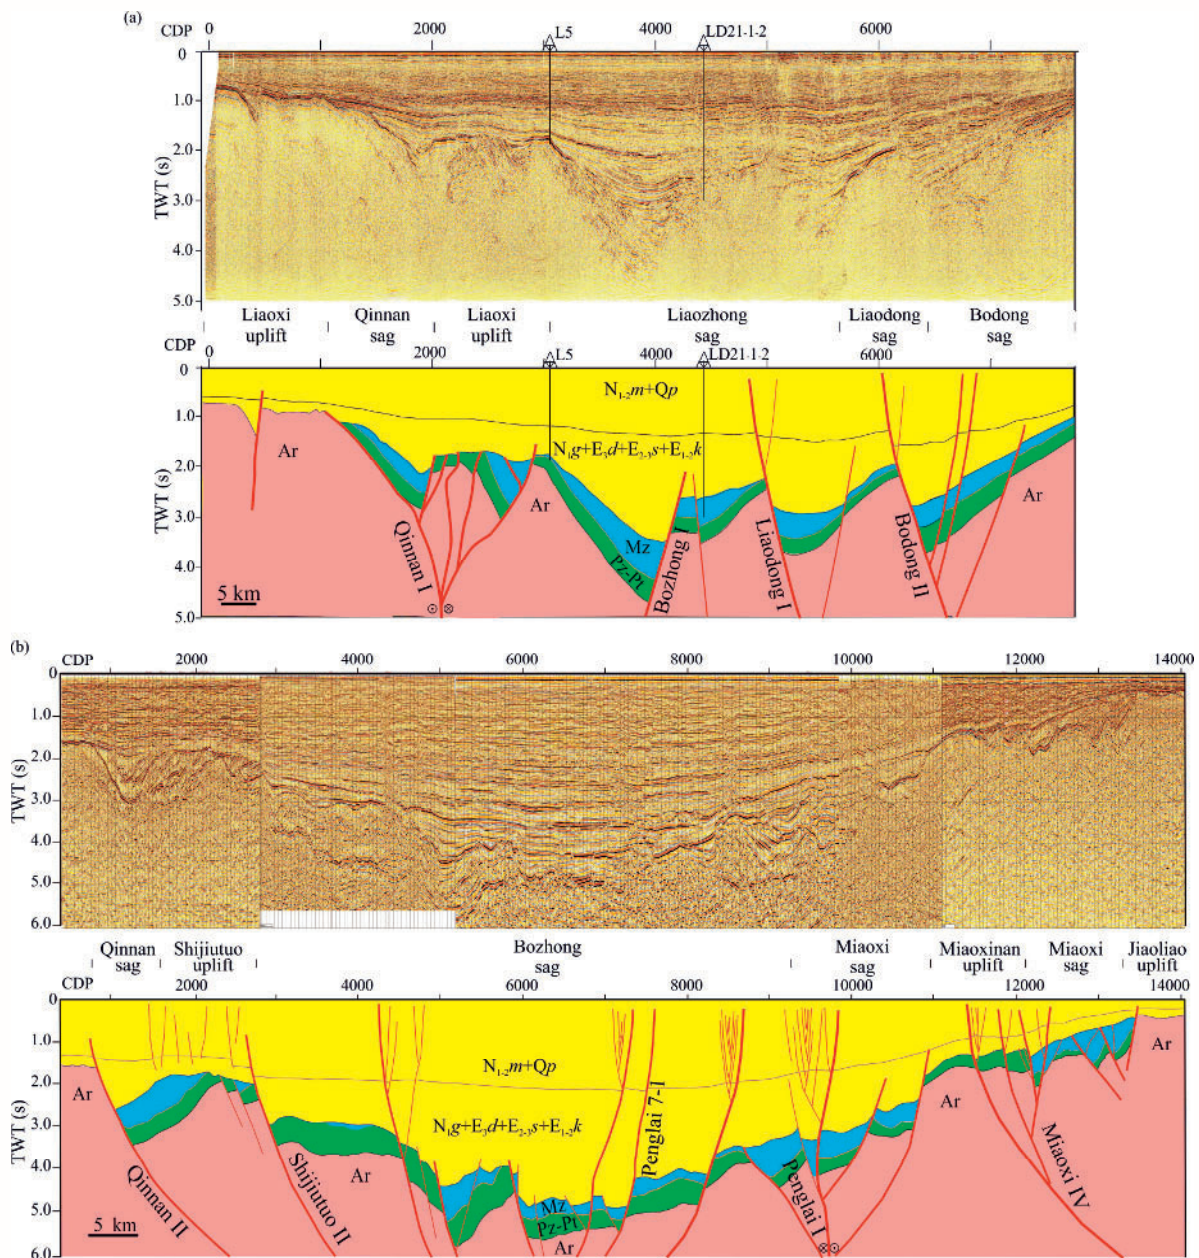 (a)
CDP 0 2000 L5 4000 LD21-1-2 6000
0
1.0
2.0
TWT (s)
3.0
4.0
5.0
Liaoxi uplift
Qinnan sag
Liaoxi uplift
Liaozhong sag
Liaodong sag
Bodong sag
CDP 0 2000 L5 4000 LD21-1-2 6000
0
N₁₋₂m+Qp
1.0
N₁g+E₃d+E₂₋₃s+E₁₋₂k
Ar
2.0
TWT (s)
Ar
Ar
3.0
Mz
Pz-Pt
4.0
Qinnan I
Bozhong I
Liaodong I
Bodong II
5 km
5.0
(b)
CDP 2000 4000 6000 8000 10000 12000 14000
0
1.0
2.0
TWT (s)
3.0
4.0
5.0
6.0
Qinnan sag
Shijiutuo uplift
Bozhong sag
Miaoxi sag
Miaoxinan uplift
Miaoxi sag
Jiaoliao uplift
CDP 2000 4000 6000 8000 10000 12000 14000
0
1.0
N₁₋₂m+Qp
Ar
2.0
Ar
Ar
3.0
N₁g+E₃d+E₂₋₃s+E₁₋₂k
TWT (s)
Penglai 7-1
4.0
Ar
Qinnan II
Shijiutuo II
Penglai I
Miaoxi IV
Mz
5.0
Pz-Pt
5 km
Ar
6.0